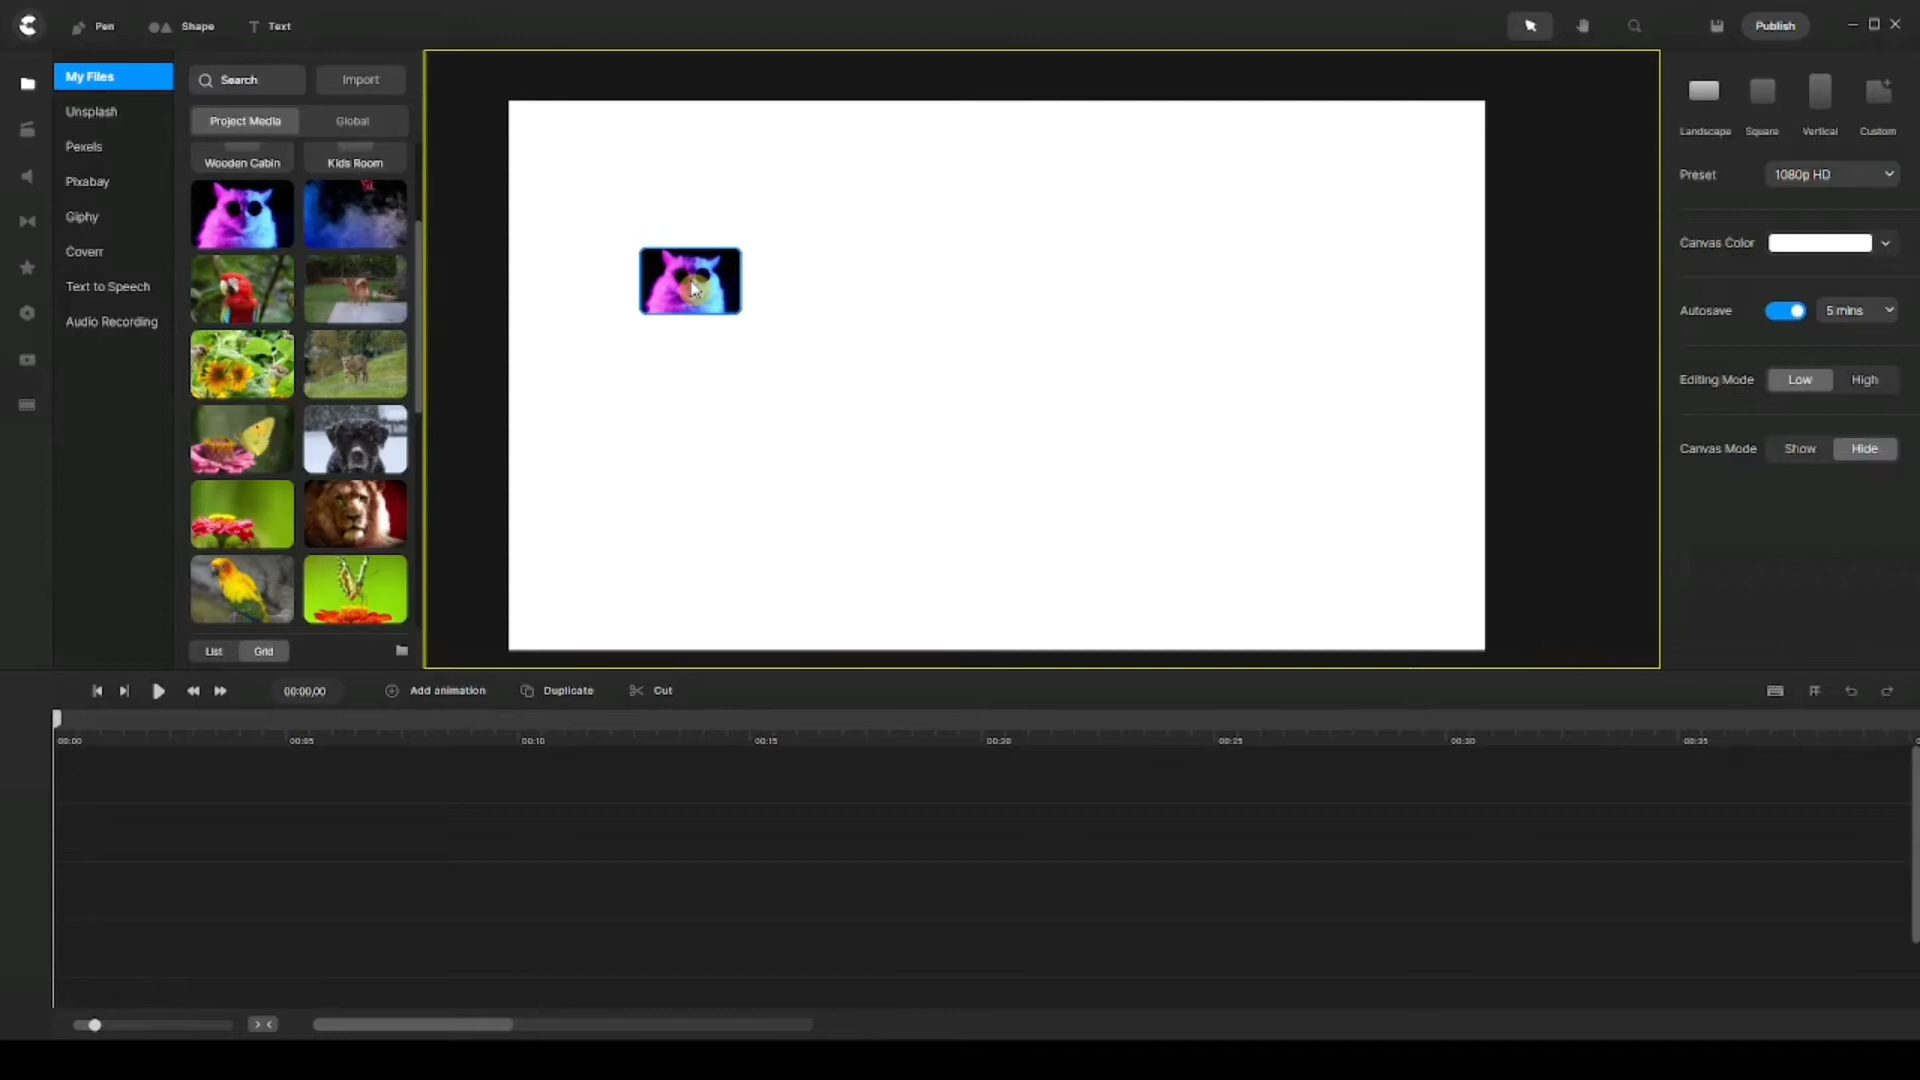 Pen
Shape
Text
Publish
My Files
Unsplash
Pexels
Pixabay
Giphy
Coverr
Text to Speech
Audio Recording
Search
Import
Project Media
Global
Wooden Cabin
Kids Room
List
Grid
Landscape
Square
Vertical
Custom
Preset
1080p HD
Canvas Color
Autosave
5 mins
Editing Mode
Low
High
Canvas Mode
Show
Hide
00:00,00
Add animation
Duplicate
Cut
00:00
00:05
00:10
00:15
00:20
00:25
00:30
00:35